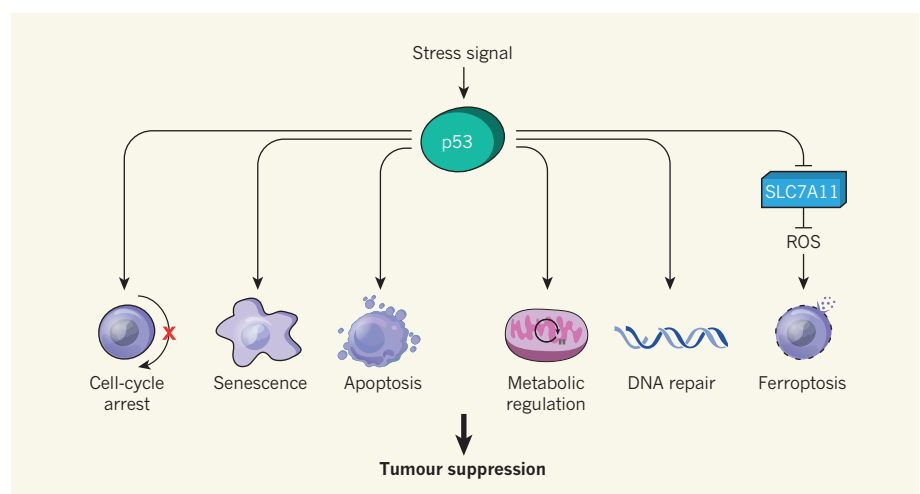 Stress signal
p53
SLC7A11
ROS
X
Cell-cycle
arrest
Senescence
Apoptosis
Metabolic
regulation
DNA repair
Ferroptosis
Tumour suppression